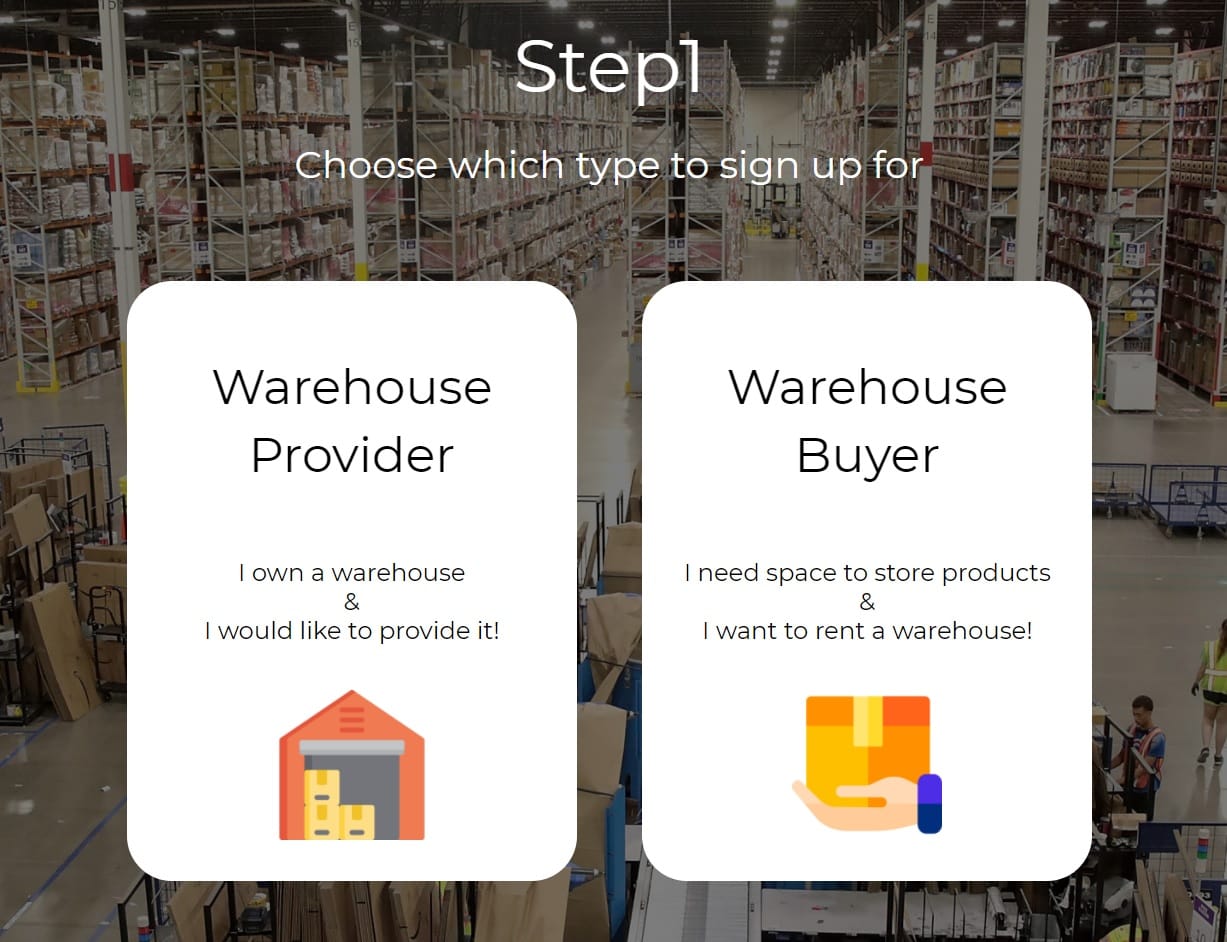 Step1
Choose which type to sign up for
Warehouse
Provider
I own a warehouse
&
I would like to provide it!
Warehouse
Buyer
I need space to store products
&
I want to rent a warehouse!